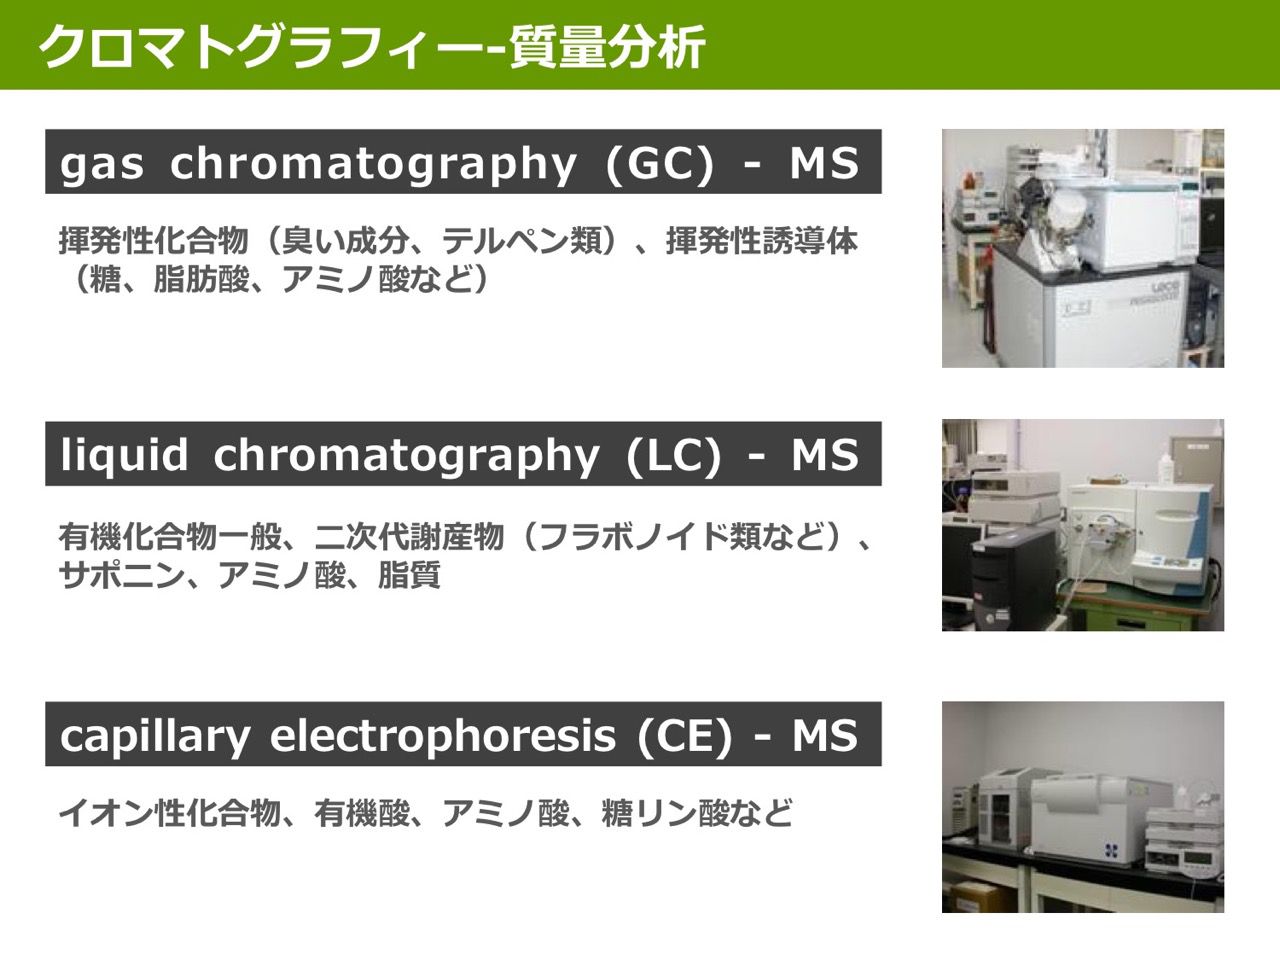 クロマトグラフィー-質量分析
gas chromatography (GC) - MS
揮発性化合物（臭い成分、テルペン類）、揮発性誘導体
（糖、脂肪酸、アミノ酸など）
LECO
liquid chromatography (LC) - MS
有機化合物一般、二次代謝産物（フラボノイド類など）、
サポニン、アミノ酸、脂質
capillary electrophoresis (CE) - MS
イオン性化合物、有機酸、アミノ酸、糖リン酸など